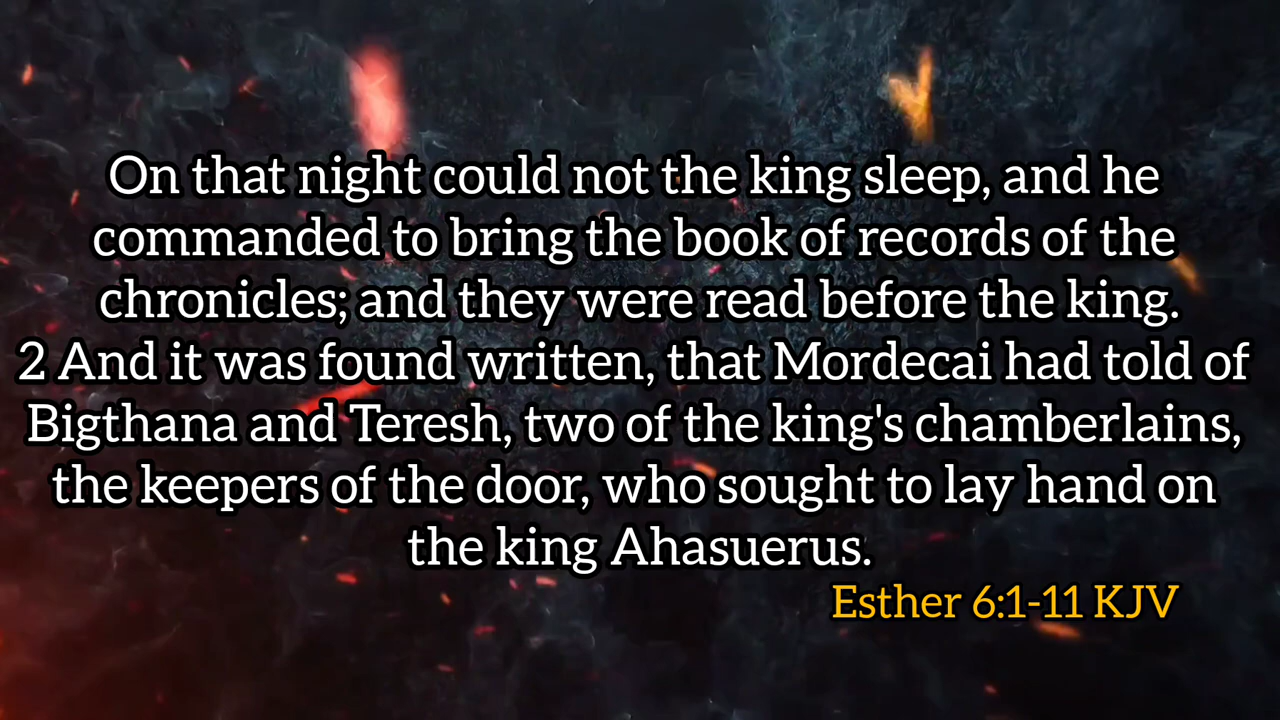 On that night could not the king sleep, and he
commanded to bring the book of records of the
chronicles; and they were read before the king.
2 And it was found written, that Mordecai had told of
Bigthana and Teresh, two of the king's chamberlains,
the keepers of the door, who sought to lay hand on
the king Ahasuerus.
Esther 6:1-11 KJV